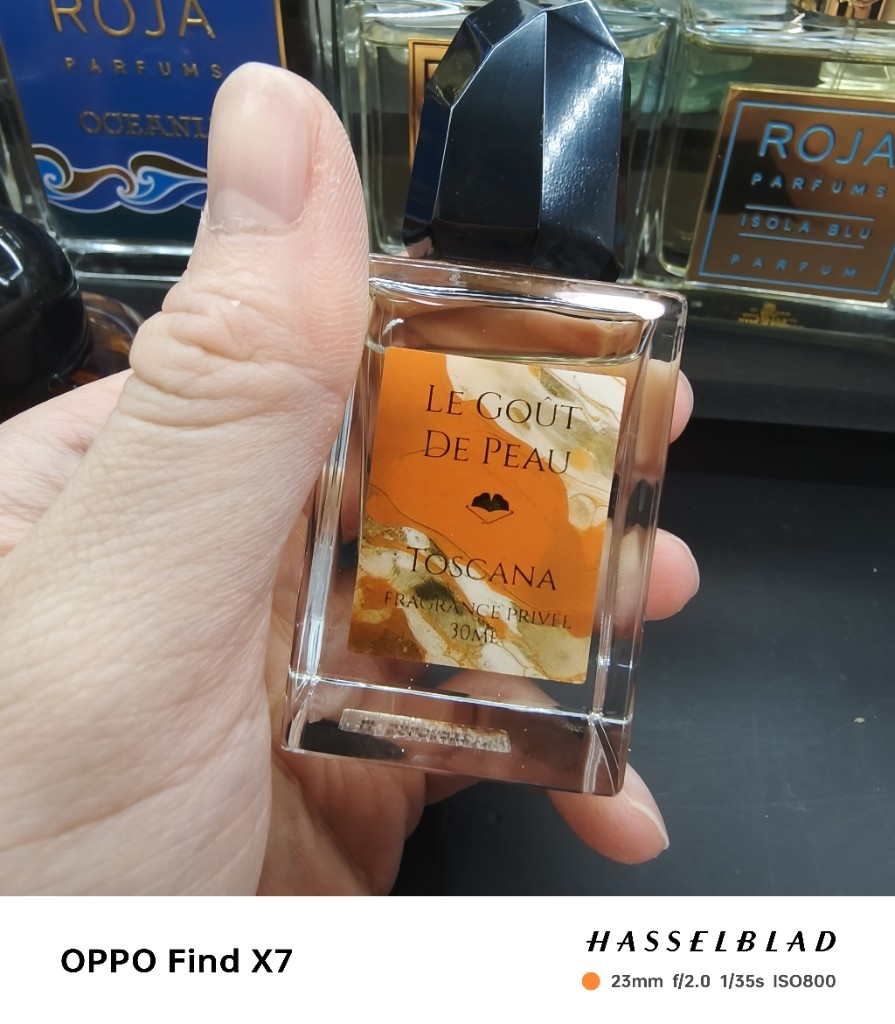 ROJA
PARFUMS
OCEANI
ROJA
PARFUMS
ISOLA BLU
PARFUM
LE GOÛT
DE PEAU
TOSCANA
FRAGRANCE PRIVÉE
30ML
OPPO Find X7
HASSELBLAD
23mm f/2.0 1/35s ISO800